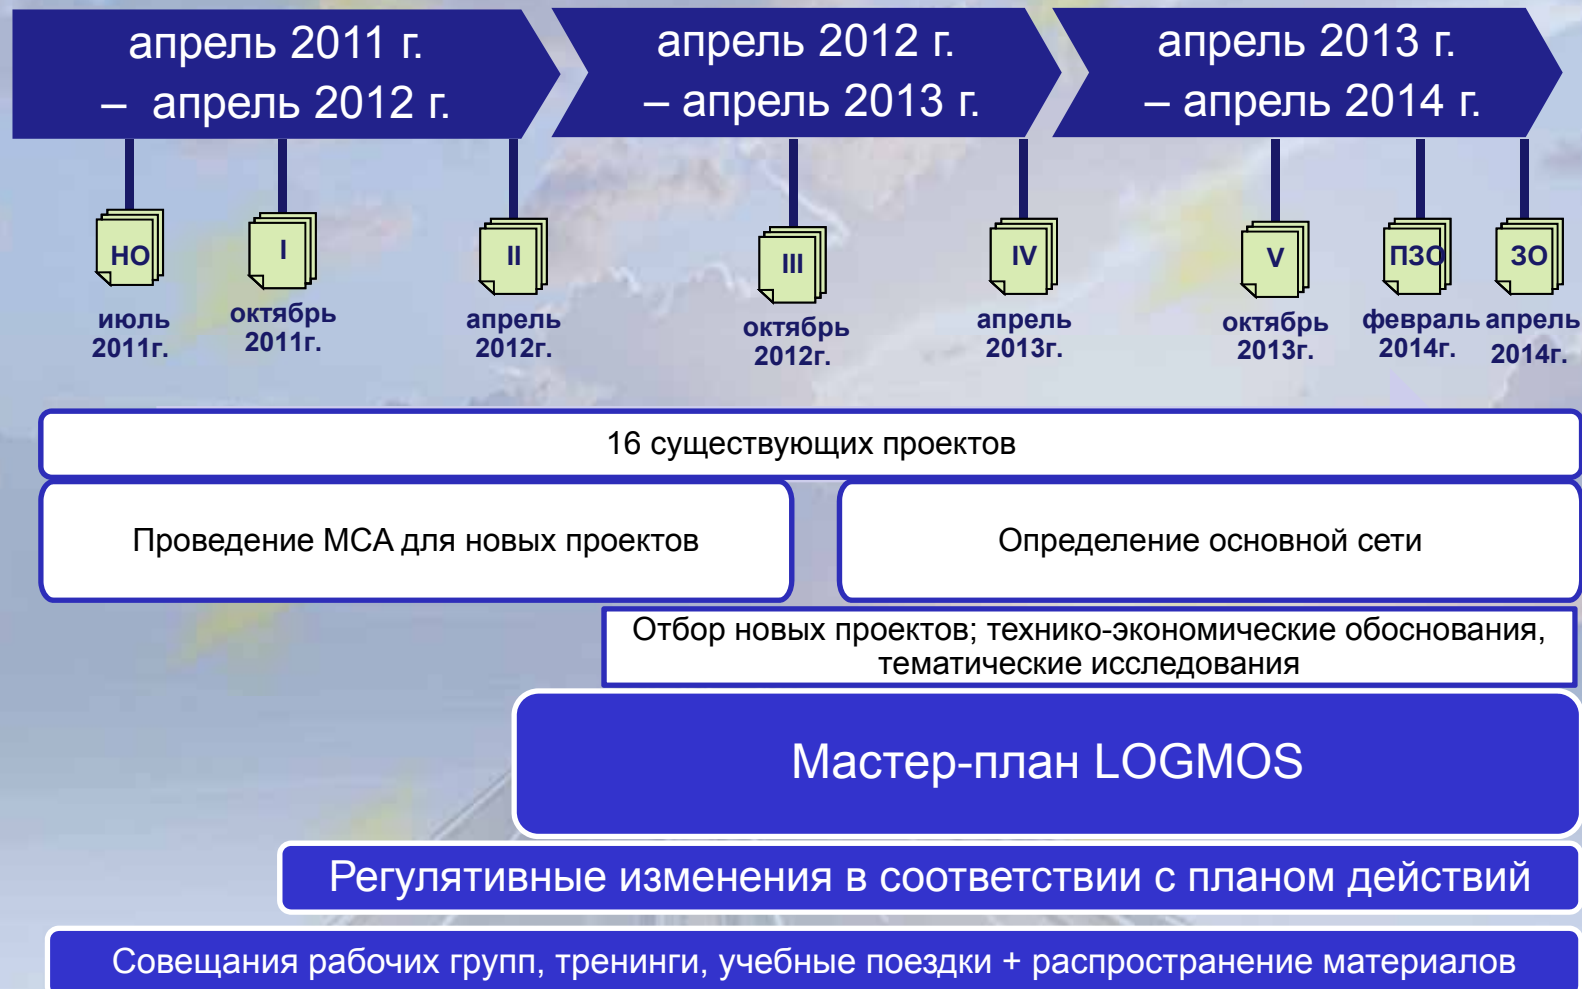 апрель 2011 г.
– апрель 2012 г.
апрель 2012 г.
– апрель 2013 г.
апрель 2013 г.
– апрель 2014 г.
НО
I
II
III
IV
V
ПЗО
ЗО
июль
2011г.
октябрь
2011г.
апрель
2012г.
октябрь
2012г.
апрель
2013г.
октябрь
2013г.
февраль
2014г.
апрель
2014г.
16 существующих проектов
Проведение МСА для новых проектов
Определение основной сети
Отбор новых проектов; технико-экономические обоснования,
тематические исследования
Мастер-план LOGMOS
Регулятивные изменения в соответствии с планом действий
Совещания рабочих групп, тренинги, учебные поездки + распространение материалов